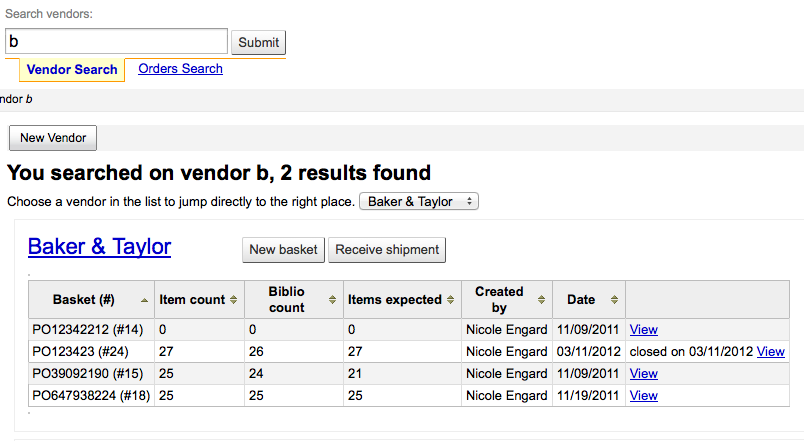 Search vendors:
b Submit
Vendor Search Orders Search
ndor b
New Vendor
You searched on vendor b, 2 results found
Choose a vendor in the list to jump directly to the right place. Baker & Taylor
Baker & Taylor New basket Receive shipment
Basket (#) Item count Biblio count Items expected Created by Date
PO12342212 (#14) 0 0 0 Nicole Engard 11/09/2011 View
PO123423 (#24) 27 26 27 Nicole Engard 03/11/2012 closed on 03/11/2012 View
PO39092190 (#15) 25 24 21 Nicole Engard 11/09/2011 View
PO647938224 (#18) 25 25 25 Nicole Engard 11/19/2011 View